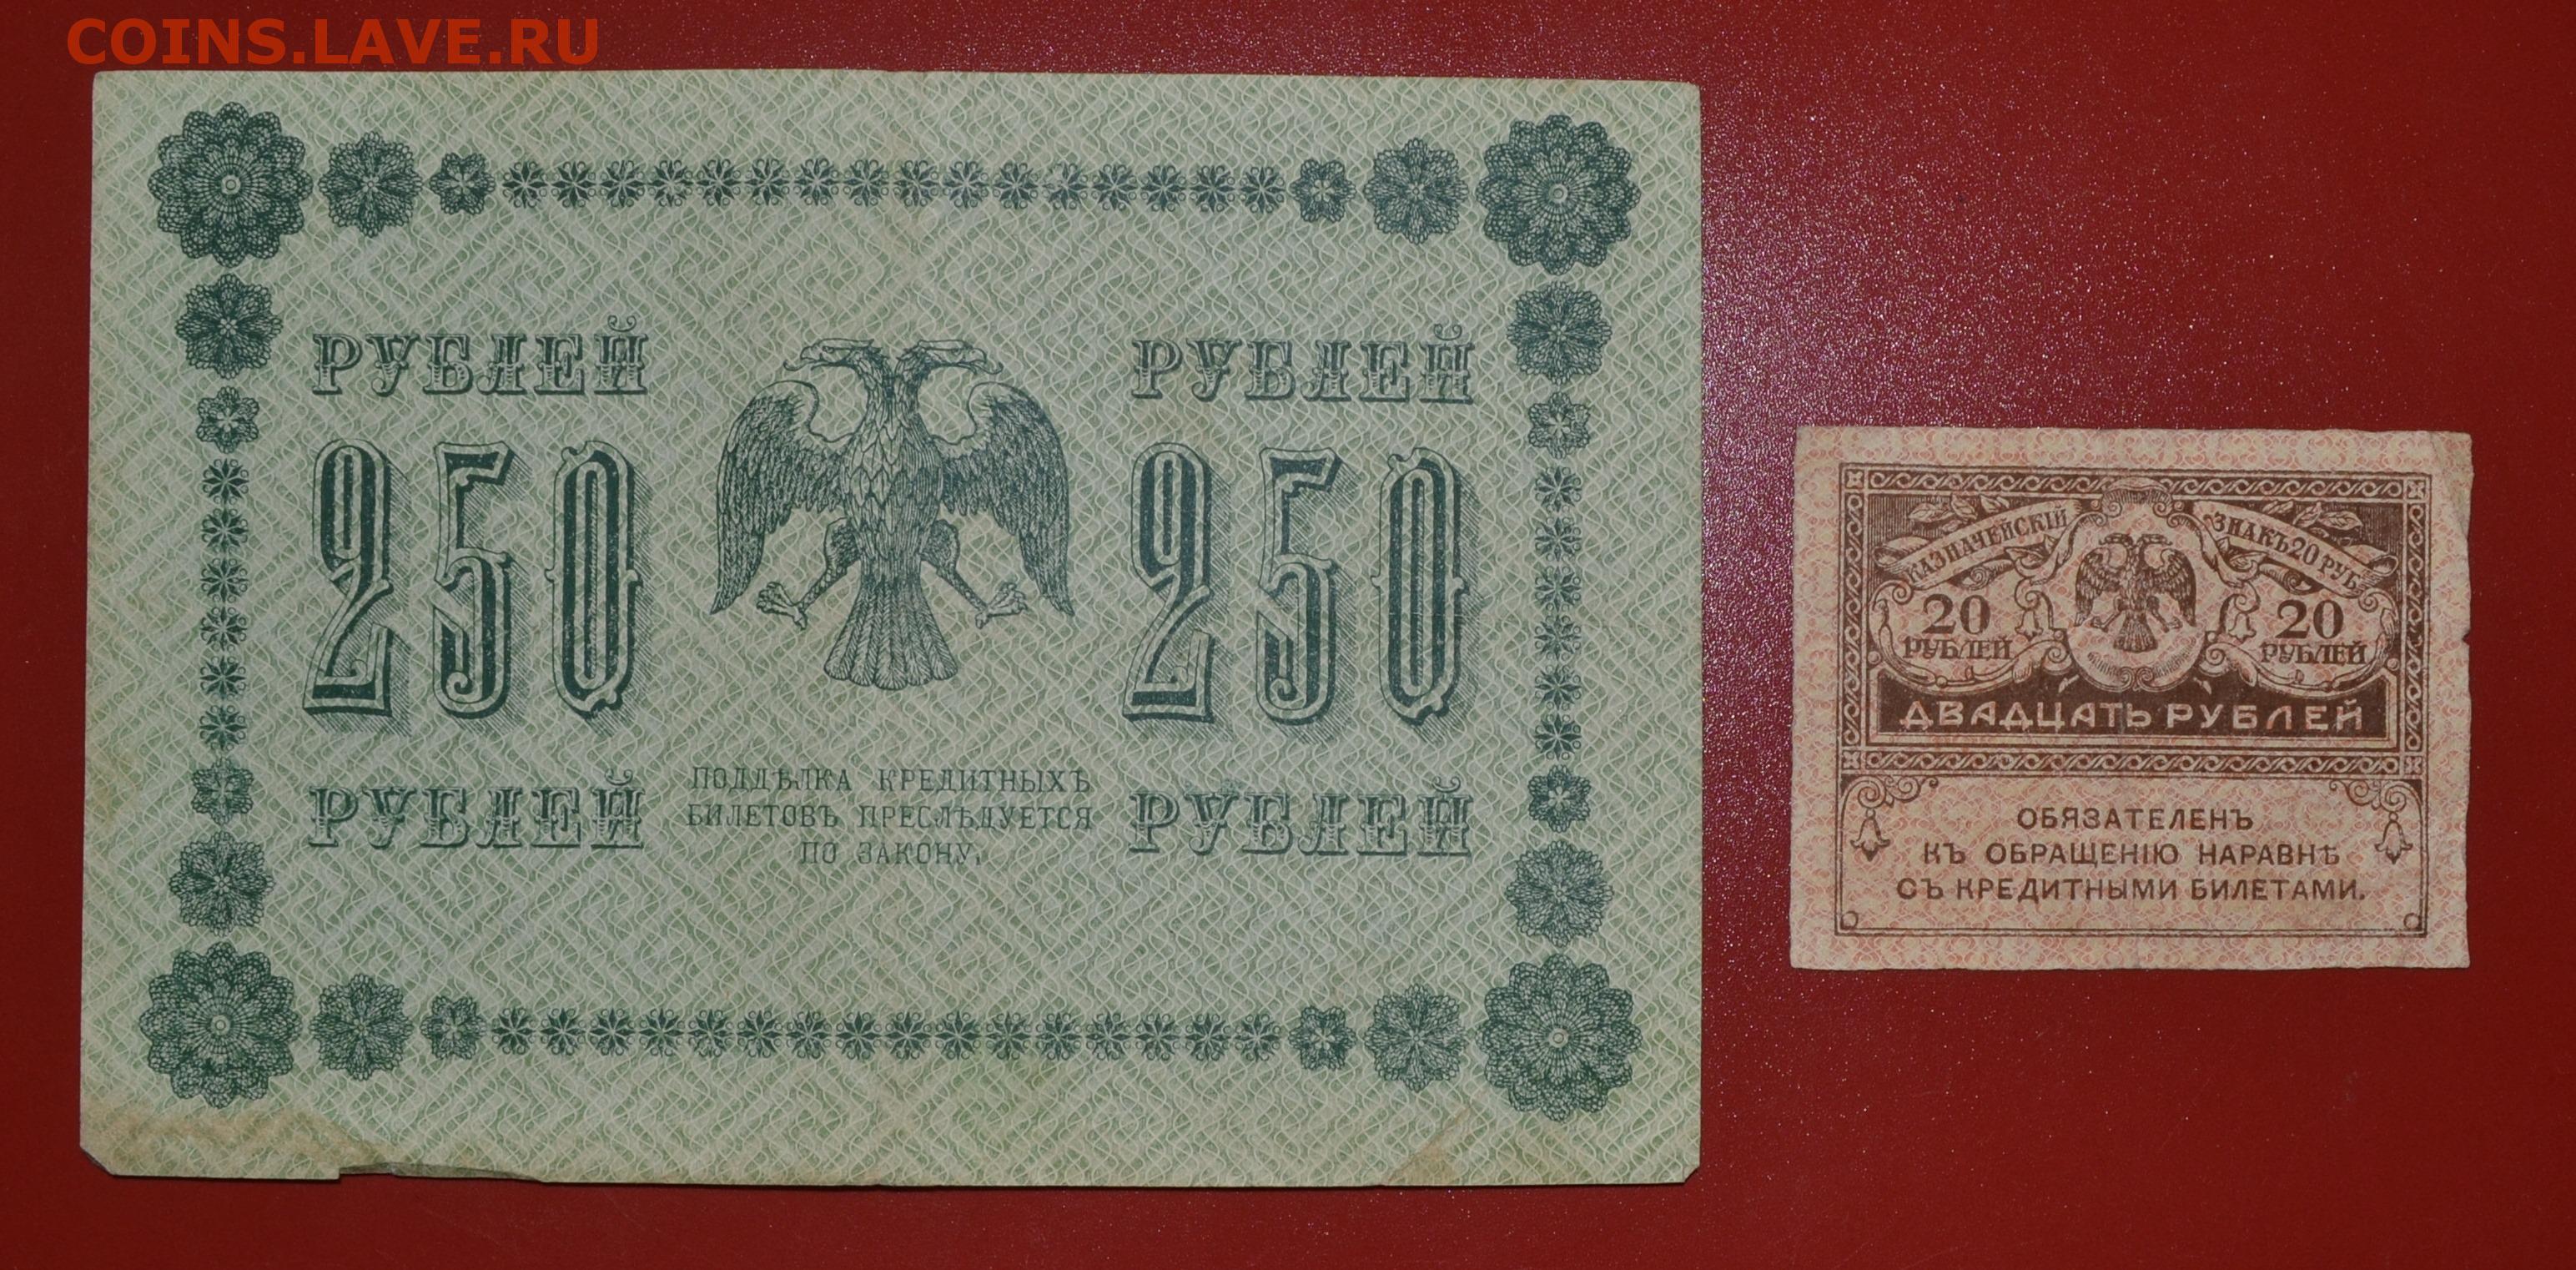 COINS.LAVE.RU
РУБЛЕЙ
РУБЛЕЙ
250
250
РУБЛЕЙ
РУБЛЕЙ
ПОДДѢЛКА КРЕДИТНЫХЪ
БИЛЕТОВЪ ПРЕСЛѢДУЕТСЯ
ПО ЗАКОНУ.
КАЗНАЧЕЙСКІЙ ЗНАКЪ 20 РУБ.
20
РУБЛЕЙ
20
РУБЛЕЙ
ДВАДЦАТЬ РУБЛЕЙ
ОБЯЗАТЕЛЕНЪ
КЪ ОБРАЩЕНІЮ НАРАВНѢ
СЪ КРЕДИТНЫМИ БИЛЕТАМИ.